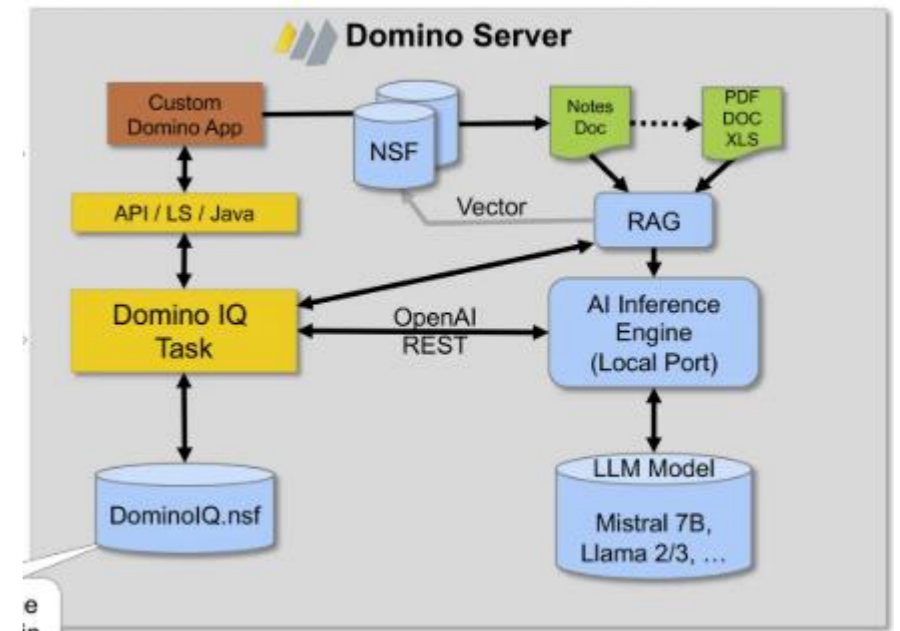 Domino Server
Custom
Domino App
NSF
Notes
Doc
PDF
DOC
XLS
API / LS / Java
Vector
RAG
Domino IQ
Task
OpenAI
REST
AI Inference
Engine
(Local Port)
DominoIQ.nsf
LLM Model
Mistral 7B,
Llama 2/3, ...
e